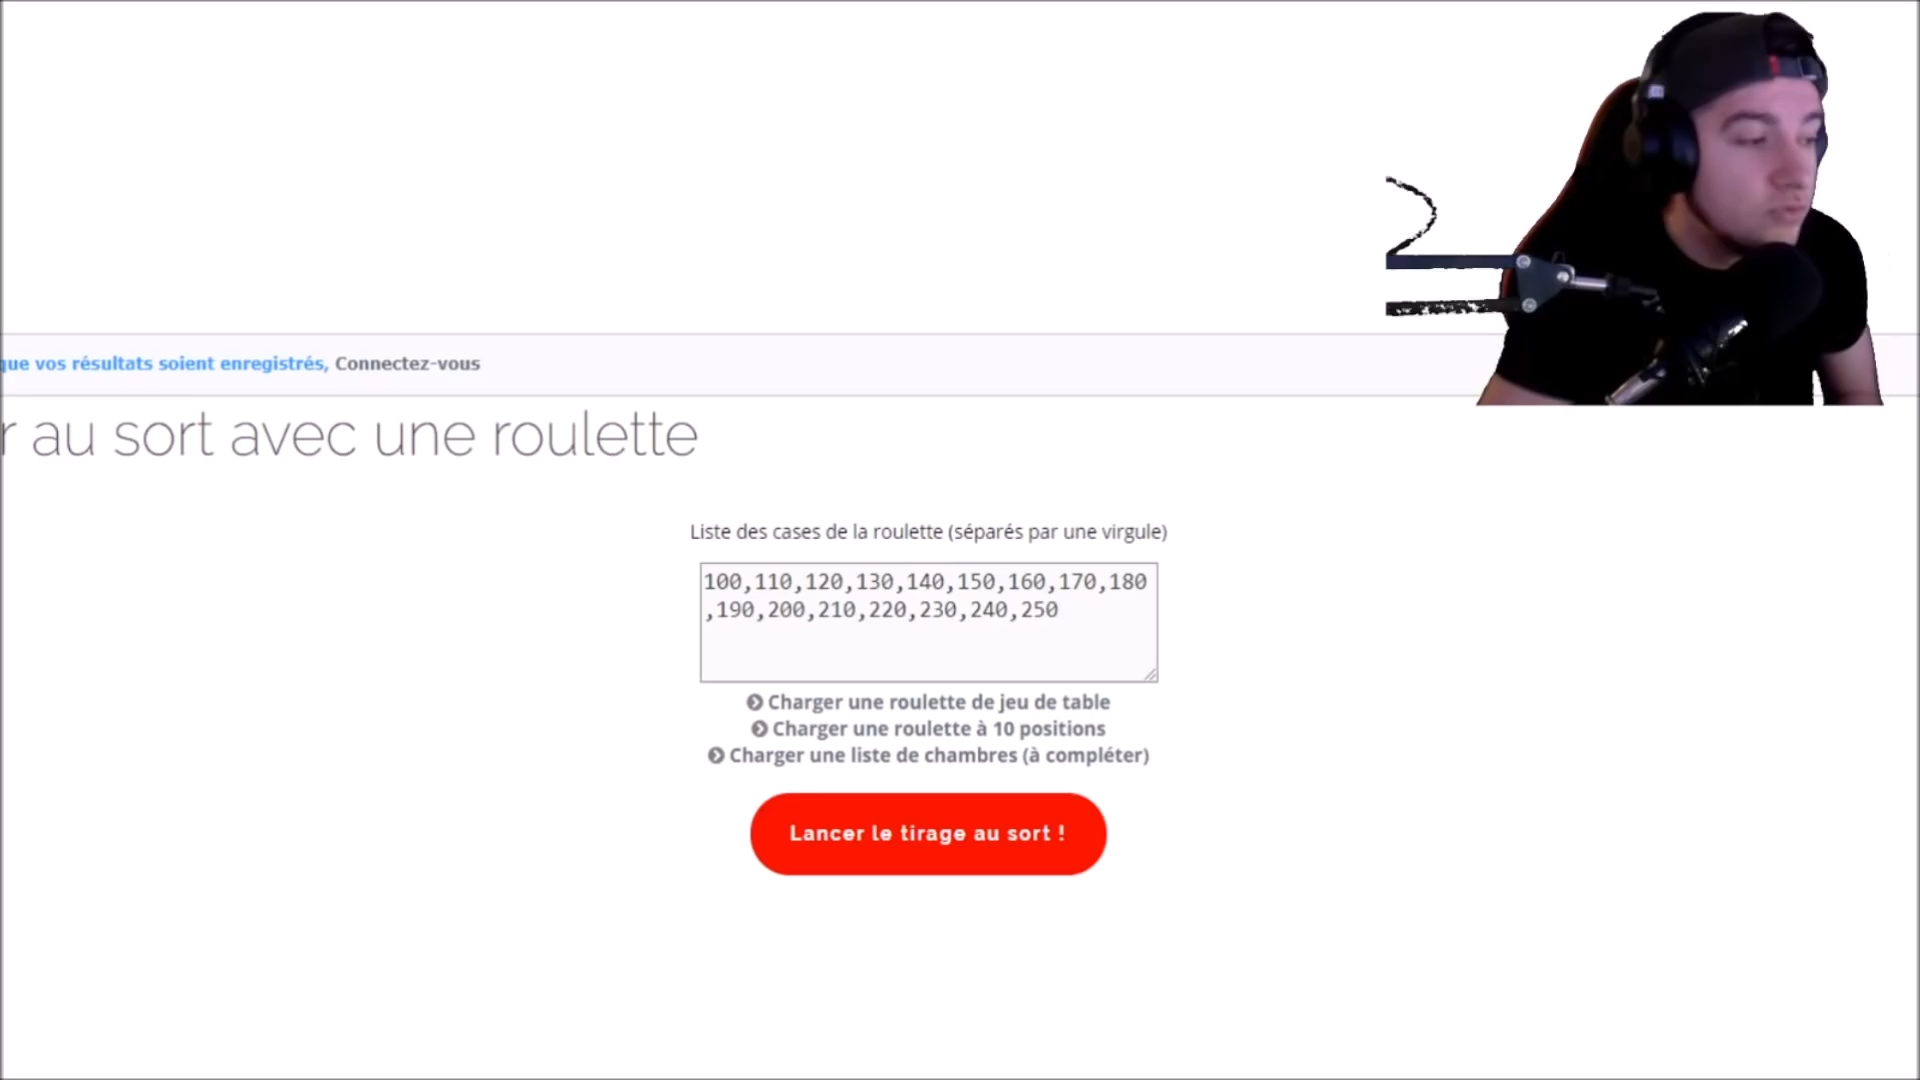 que vos résultats soient enregistrés, Connectez-vous
r au sort avec une roulette
Liste des cases de la roulette (séparés par une virgule)
100,110,120,130,140,150,160,170,180
,190,200,210,220,230,240,250
Charger une roulette de jeu de table
Charger une roulette à 10 positions
Charger une liste de chambres (à compléter)
Lancer le tirage au sort !